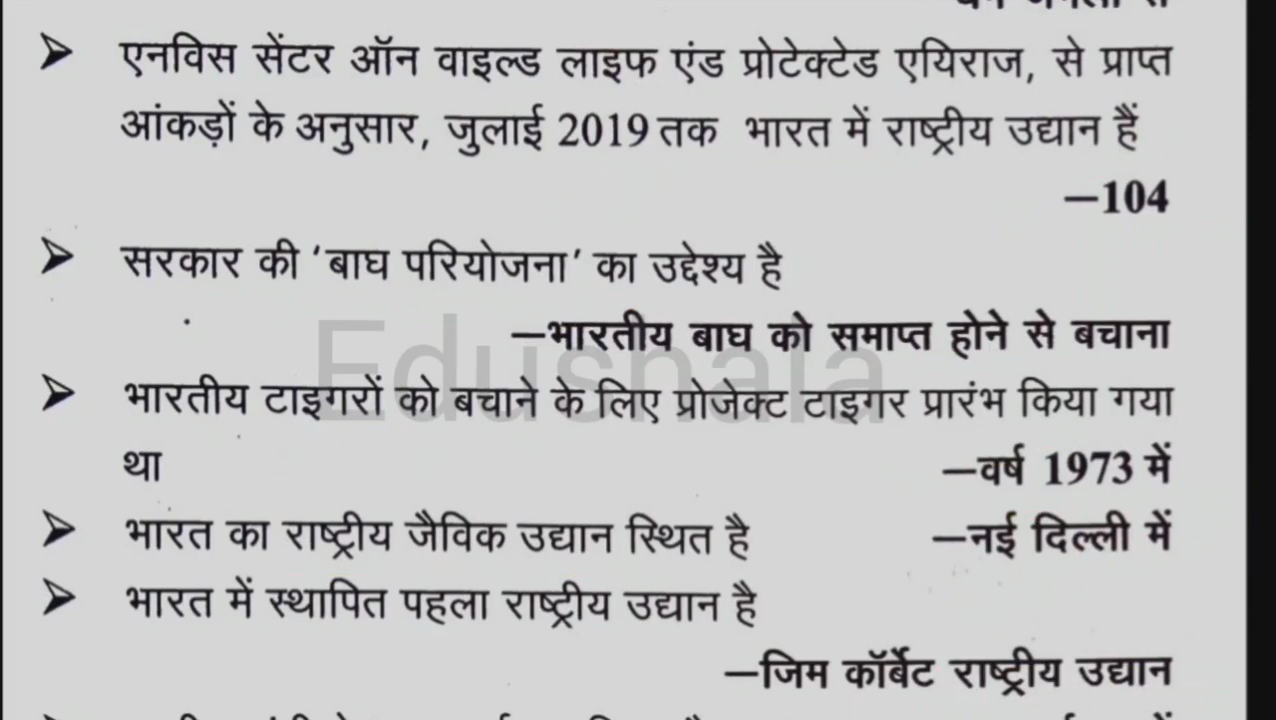 ➤ एनविस सेंटर ऑन वाइल्ड लाइफ एंड प्रोटेक्टेड एयिराज, से प्राप्त
आंकड़ों के अनुसार, जुलाई 2019 तक भारत में राष्ट्रीय उद्यान हैं
—104
➤ सरकार की ‘बाघ परियोजना’ का उद्देश्य है
—भारतीय बाघ को समाप्त होने से बचाना
Edushala
➤ भारतीय टाइगरों को बचाने के लिए प्रोजेक्ट टाइगर प्रारंभ किया गया
था —वर्ष 1973 में
➤ भारत का राष्ट्रीय जैविक उद्यान स्थित है —नई दिल्ली में
➤ भारत में स्थापित पहला राष्ट्रीय उद्यान है
—जिम कॉर्बेट राष्ट्रीय उद्यान